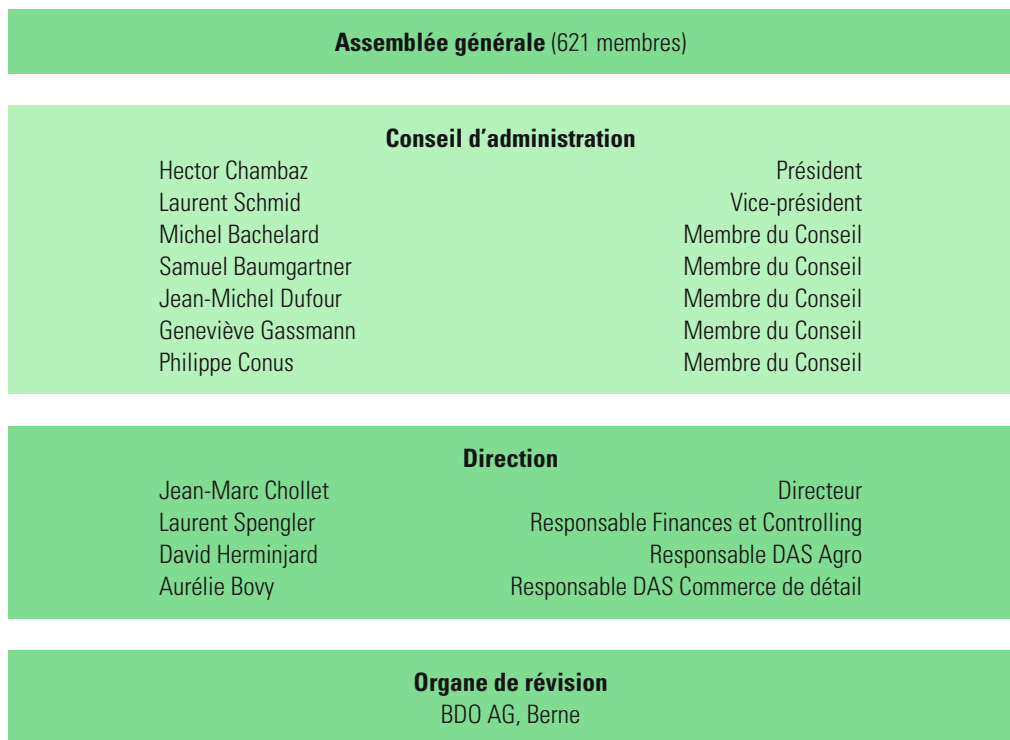 Assemblée générale (621 membres)
Conseil d'administration
Hector Chambaz Président
Laurent Schmid Vice-président
Michel Bachelard Membre du Conseil
Samuel Baumgartner Membre du Conseil
Jean-Michel Dufour Membre du Conseil
Geneviève Gassmann Membre du Conseil
Philippe Conus Membre du Conseil
Direction
Jean-Marc Chollet Directeur
Laurent Spengler Responsable Finances et Controlling
David Herminjard Responsable DAS Agro
Aurélie Bovy Responsable DAS Commerce de détail
Organe de révision
BDO AG, Berne